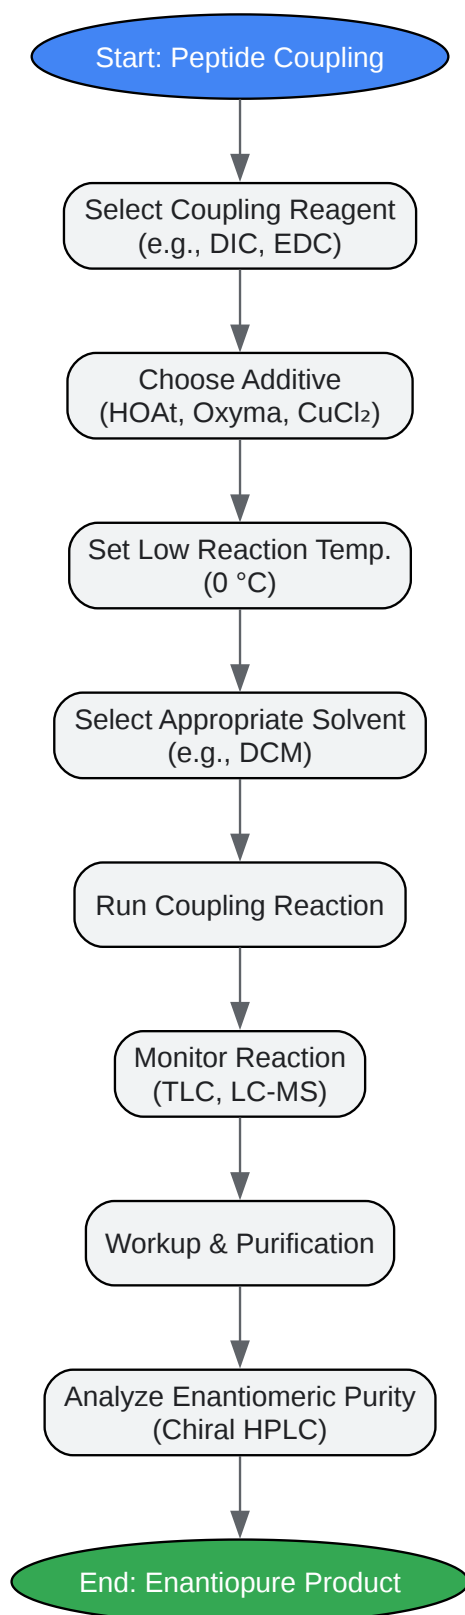 Start: Peptide Coupling
Select Coupling Reagent
(e.g., DIC, EDC)
Choose Additive
(HOAt, Oxyma, CuCl₂)
Set Low Reaction Temp.
(0 °C)
Select Appropriate Solvent
(e.g., DCM)
Run Coupling Reaction
Monitor Reaction
(TLC, LC-MS)
Workup & Purification
Analyze Enantiomeric Purity
(Chiral HPLC)
End: Enantiopure Product